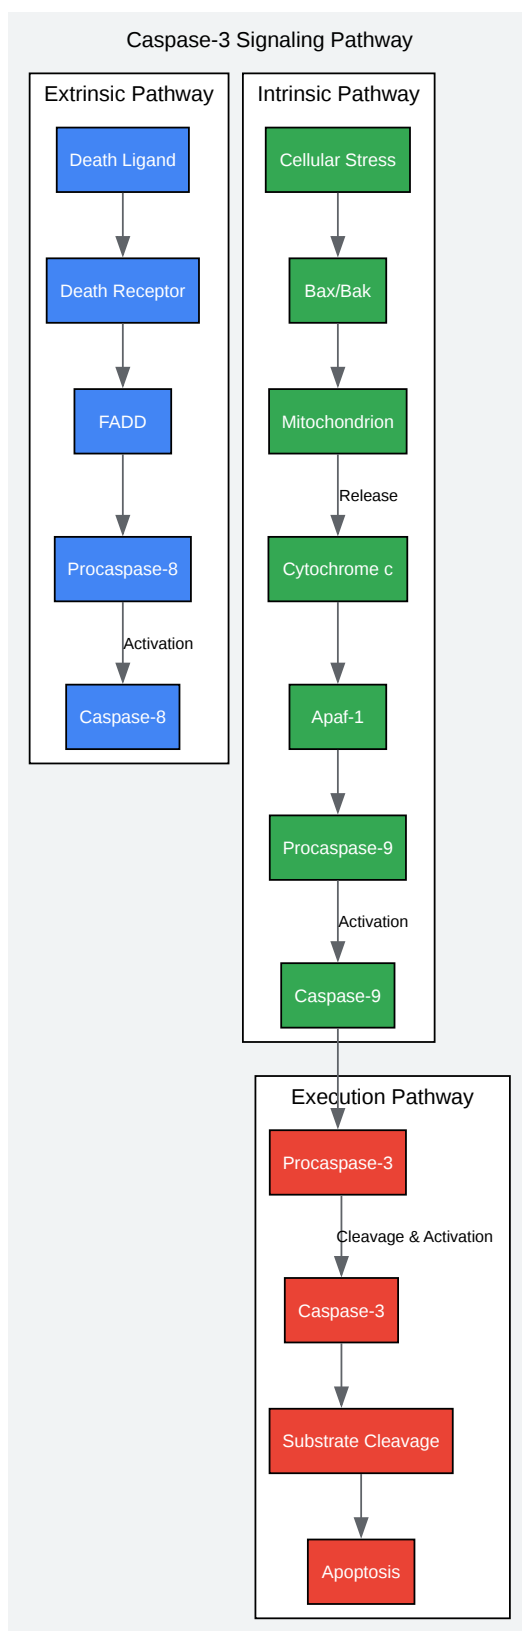 Caspase-3 Signaling Pathway
Extrinsic Pathway
Death Ligand
Death Receptor
FADD
Procaspase-8
Activation
Caspase-8
Intrinsic Pathway
Cellular Stress
Bax/Bak
Mitochondrion
Release
Cytochrome c
Apaf-1
Procaspase-9
Activation
Caspase-9
Execution Pathway
Procaspase-3
Cleavage & Activation
Caspase-3
Substrate Cleavage
Apoptosis